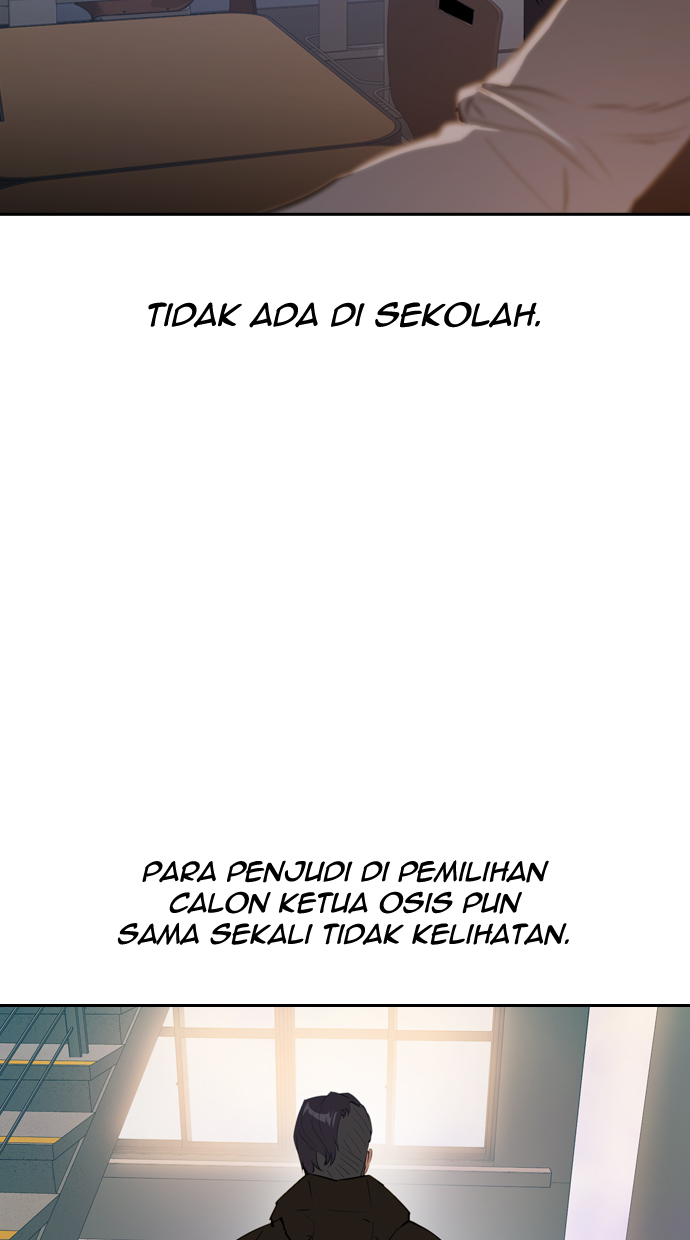 TIDAK ADA DI SEKOLAH.
PARA PENJUDI DI PEMILIHAN
CALON KETUA OSIS PUN
SAMA SEKALI TIDAK KELIHATAN.